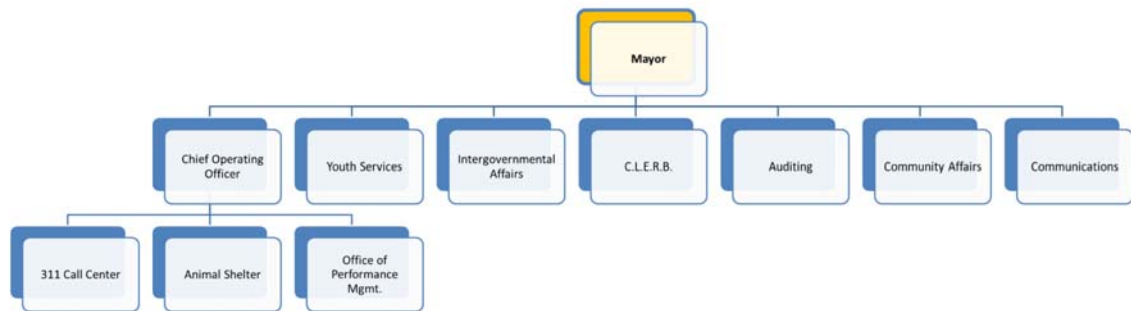 Mayor
Chief Operating
Officer
Youth Services
Intergovernmental
Affairs
C.L.E.R.B.
Auditing
Community Affairs
Communications
311 Call Center
Animal Shelter
Office of
Performance
Mgmt.